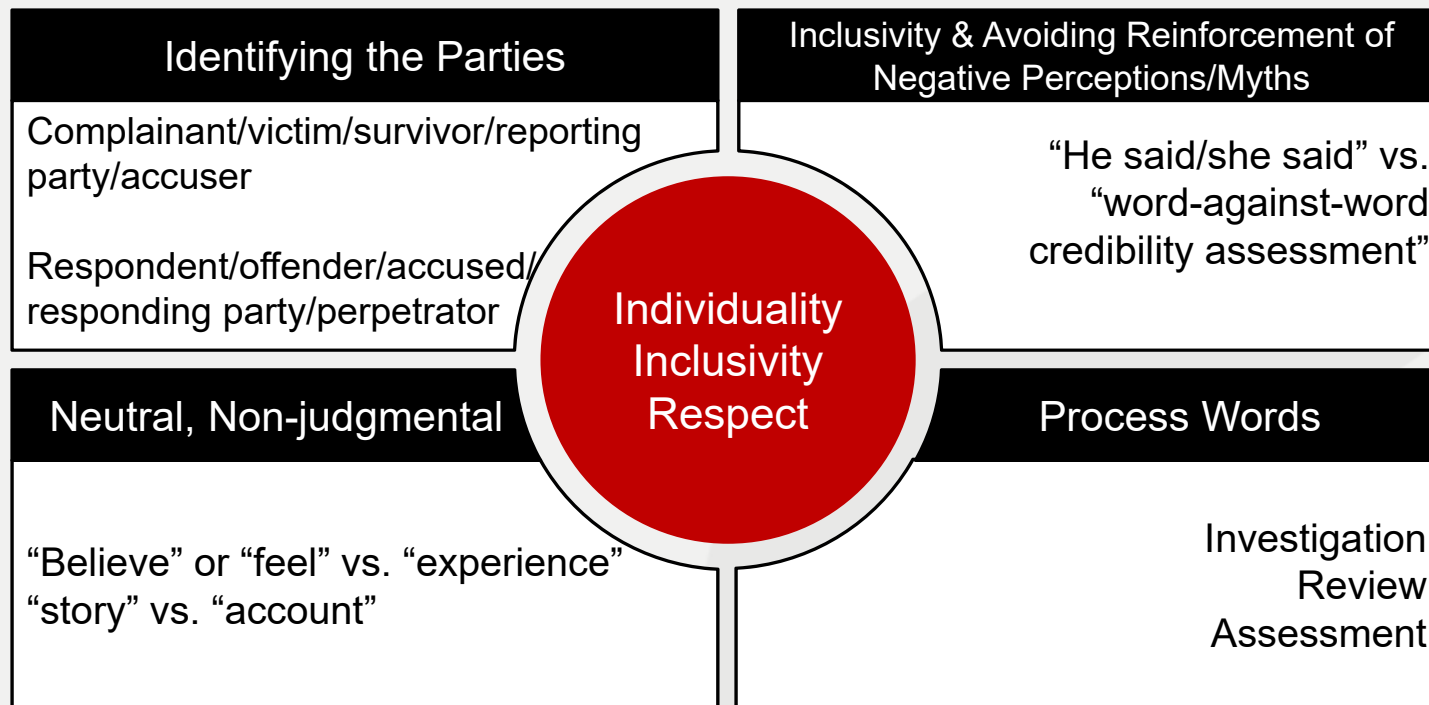 Identifying the Parties
Complainant/victim/survivor/reporting
party/accuser
Respondent/offender/accused/
responding party/perpetrator
Inclusivity & Avoiding Reinforcement of
Negative Perceptions/Myths
“He said/she said” vs.
“word-against-word
credibility assessment”
Individuality
Inclusivity
Respect
Neutral, Non-judgmental
“Believe” or “feel” vs. “experience”
“story” vs. “account”
Process Words
Investigation
Review
Assessment